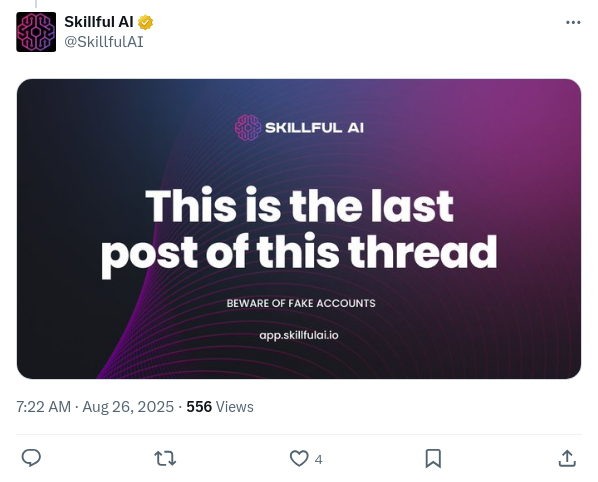 Skillful AI
@SkillfulAI
SKILLFUL AI
This is the last
post of this thread
BEWARE OF FAKE ACCOUNTS
app.skillfulai.io
7:22 AM · Aug 26, 2025 · 556 Views
4